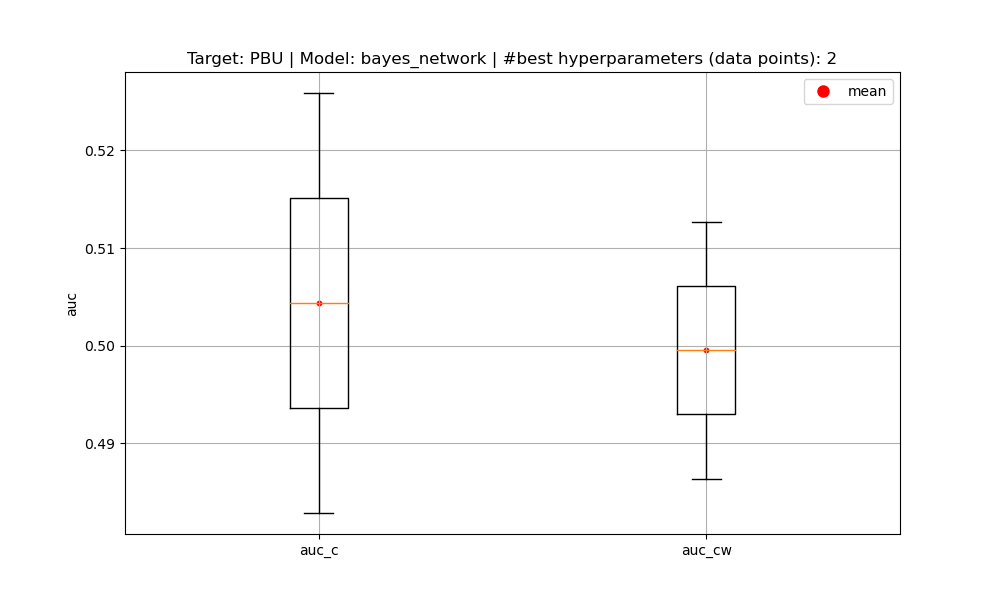 Target: PBU | Model: bayes_network | #best hyperparameters (data points): 2
mean
0.52
0.51
0.50
0.49
auc
auc_c
auc_cw